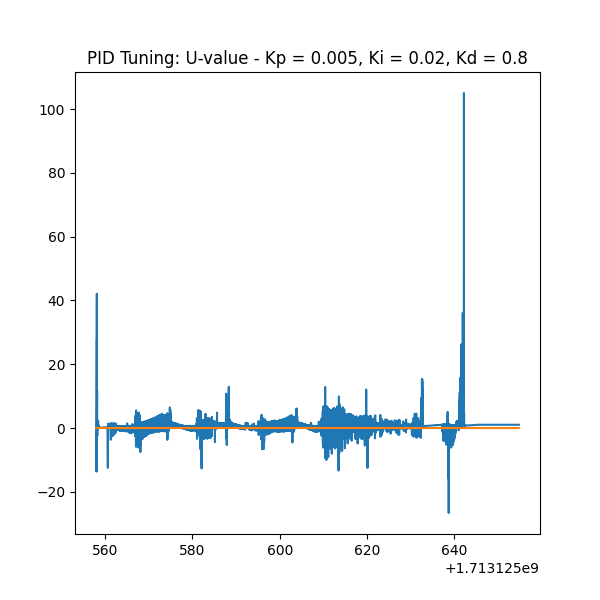 PID Tuning: U-value - Kp = 0.005, Ki = 0.02, Kd = 0.8
100
80
60
40
20
0
−20
560 580 600 620 640
+1.713125e9